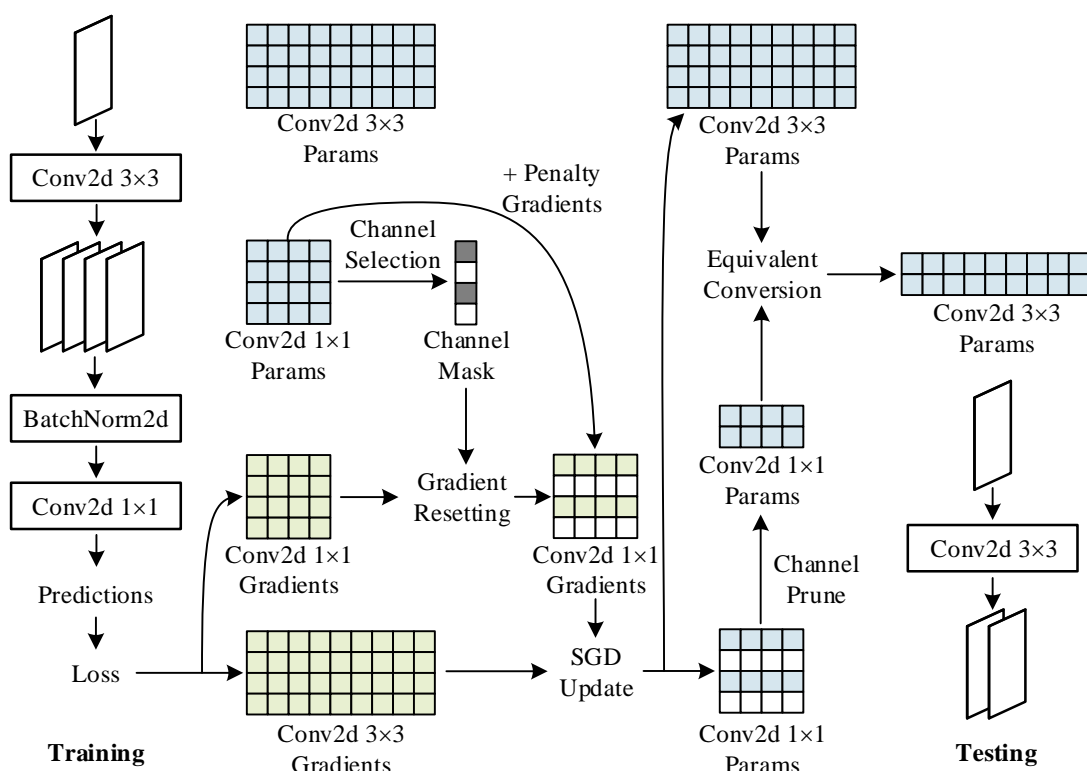 Conv2d 3×3
BatchNorm2d
Conv2d 1×1
Predictions
Loss
Training
Conv2d 3×3
Params
+ Penalty
Gradients
Channel
Selection
Conv2d 1×1
Params
Channel
Mask
Gradient
Resetting
Conv2d 1×1
Gradients
Conv2d 1×1
Gradients
SGD
Update
Conv2d 3×3
Gradients
Conv2d 3×3
Params
Equivalent
Conversion
Conv2d 3×3
Params
Conv2d 1×1
Params
Channel
Prune
Conv2d 1×1
Params
Conv2d 3×3
Testing